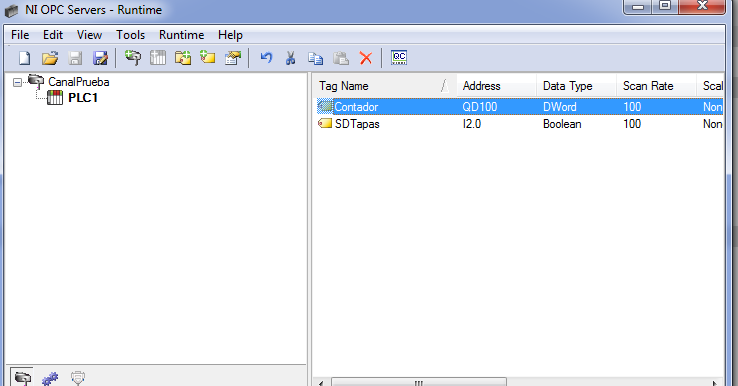 NI OPC Servers - Runtime
File Edit View Tools Runtime Help
QC
CanalPrueba
PLC1
Tag Name Address Data Type Scan Rate Scal
Contador QD100 DWord 100 Non
SDTapas I2.0 Boolean 100 Non